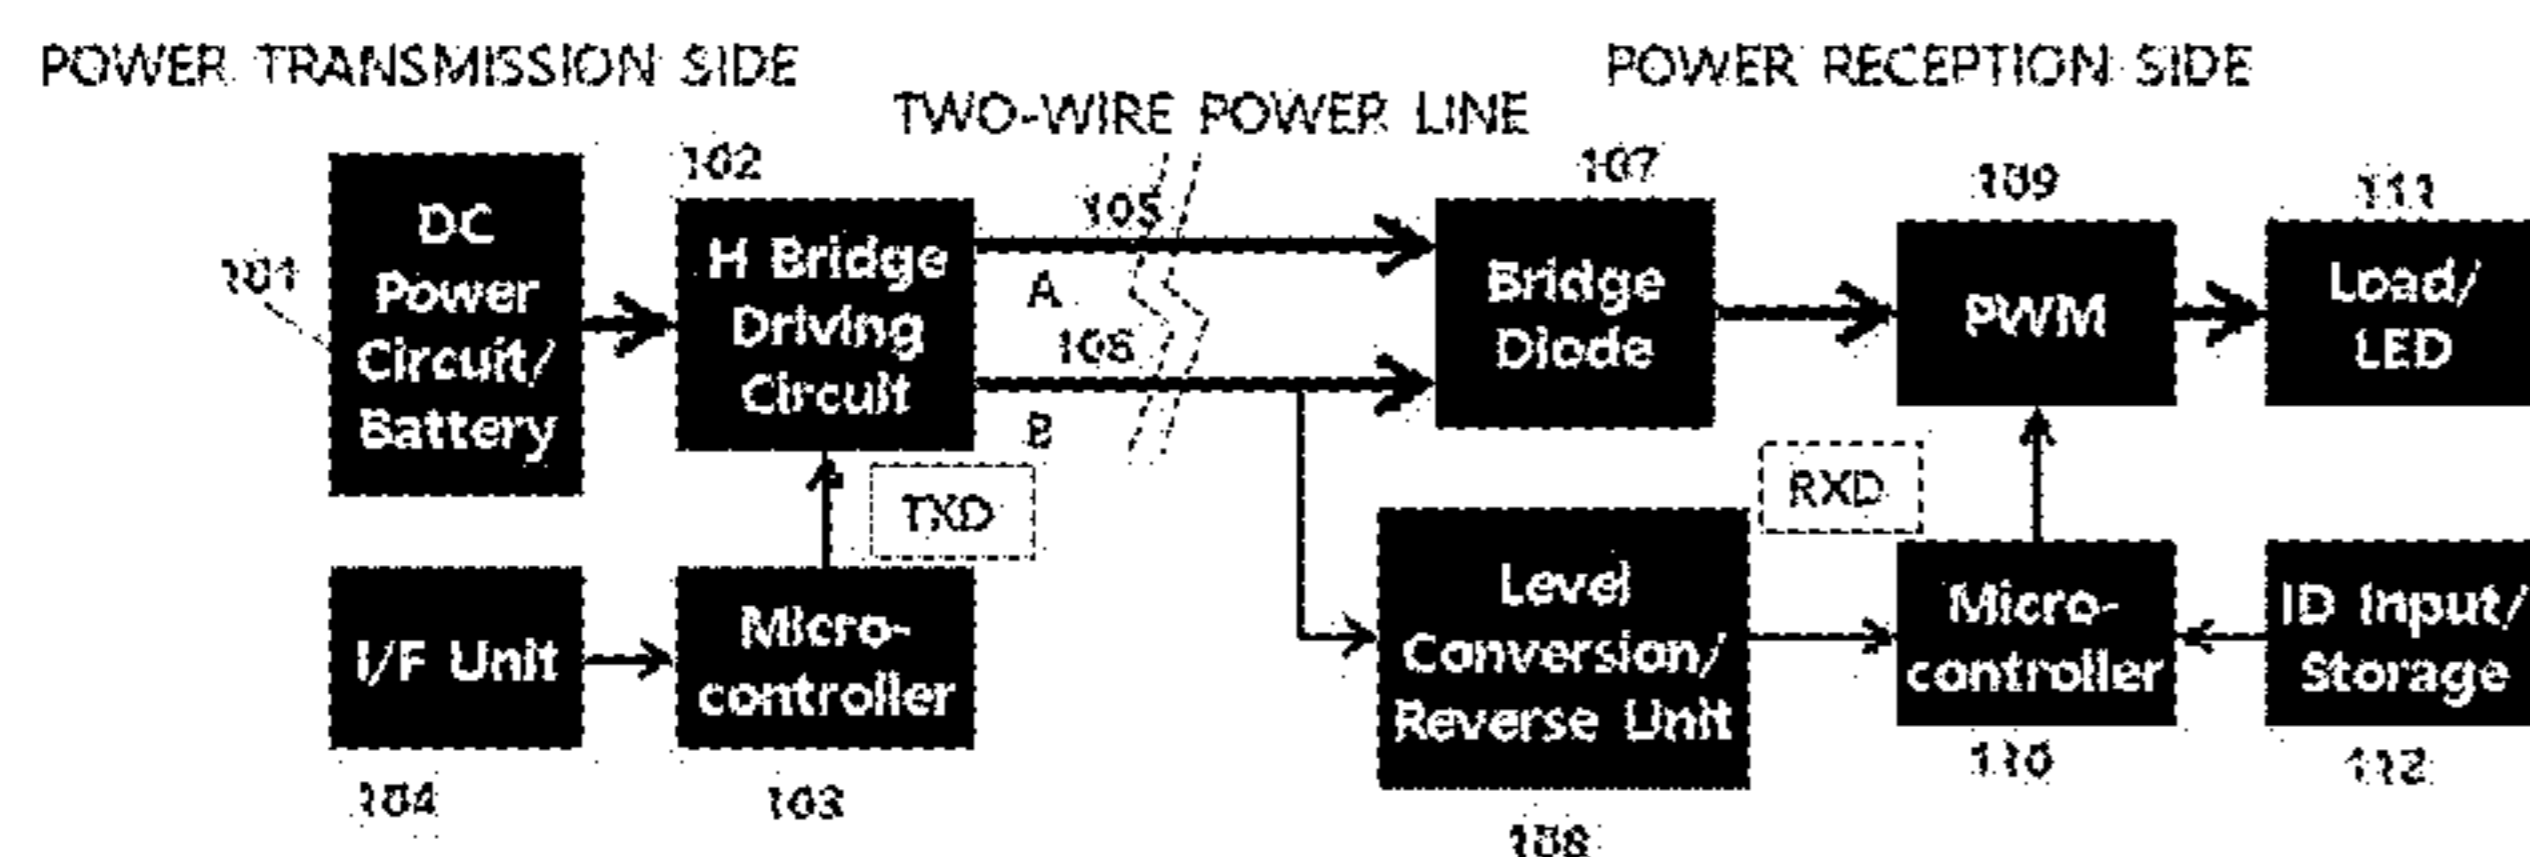 POWER TRANSMISSION SIDE
POWER RECEPTION SIDE
TWO-WIRE POWER LINE
102
107
109
111
101
105
DC
Power
Circuit/
Battery
H Bridge
Driving
Circuit
A
106
B
Bridge
Diode
PWM
Load/
LED
TXD
RXD
I/F Unit
Micro-
controller
Level
Conversion/
Reverse Unit
Micro-
controller
ID Input/
Storage
104
103
108
110
112